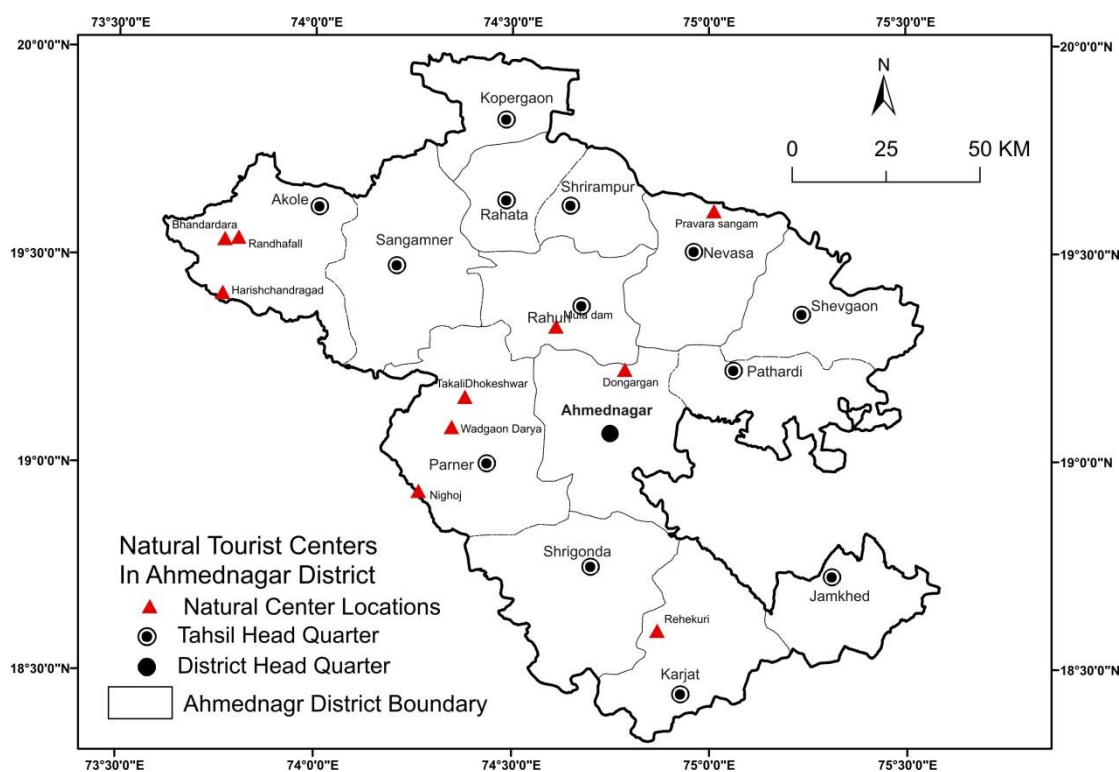 73°30'0"E 74°0'0"E 74°30'0"E 75°0'0"E 75°30'0"E
20°0'0"N 20°0'0"N
N
Kopergaon
0 25 50 KM
Akole
Rahata
Shrirampur
Bhandardara
Randhafall
Sangamner
Pravara sangam
Nevasa
19°30'0"N 19°30'0"N
Harishchandragad
Shevgaon
Rahuri
Mula dam
Dongargan
Pathardi
TakaliDhokeshwar
Ahmednagar
Wadgaon Darya
Parner
19°0'0"N 19°0'0"N
Nighoj
Natural Tourist Centers
In Ahmednagar District
Natural Center Locations
Tahsil Head Quarter
District Head Quarter
Ahmednagr District Boundary
Shrigonda
Jamkhed
Rehekuri
Karjat
18°30'0"N 18°30'0"N
73°30'0"E 74°0'0"E 74°30'0"E 75°0'0"E 75°30'0"E